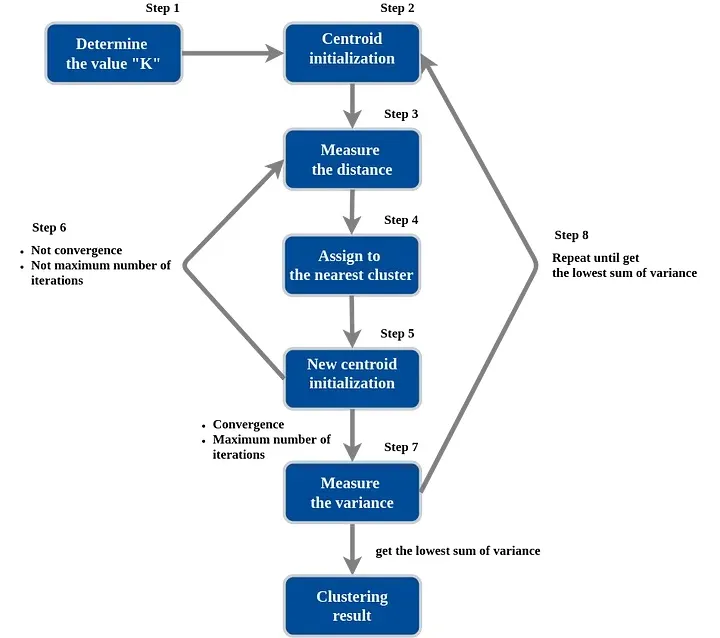 Step 1
Determine
the value "K"
Step 2
Centroid
initialization
Step 3
Measure
the distance
Step 4
Assign to
the nearest cluster
Step 5
New centroid
initialization
Step 6
• Not convergence
• Not maximum number of
iterations
• Convergence
• Maximum number of
iterations
Step 7
Measure
the variance
Step 8
Repeat until get
the lowest sum of variance
get the lowest sum of variance
Clustering
result